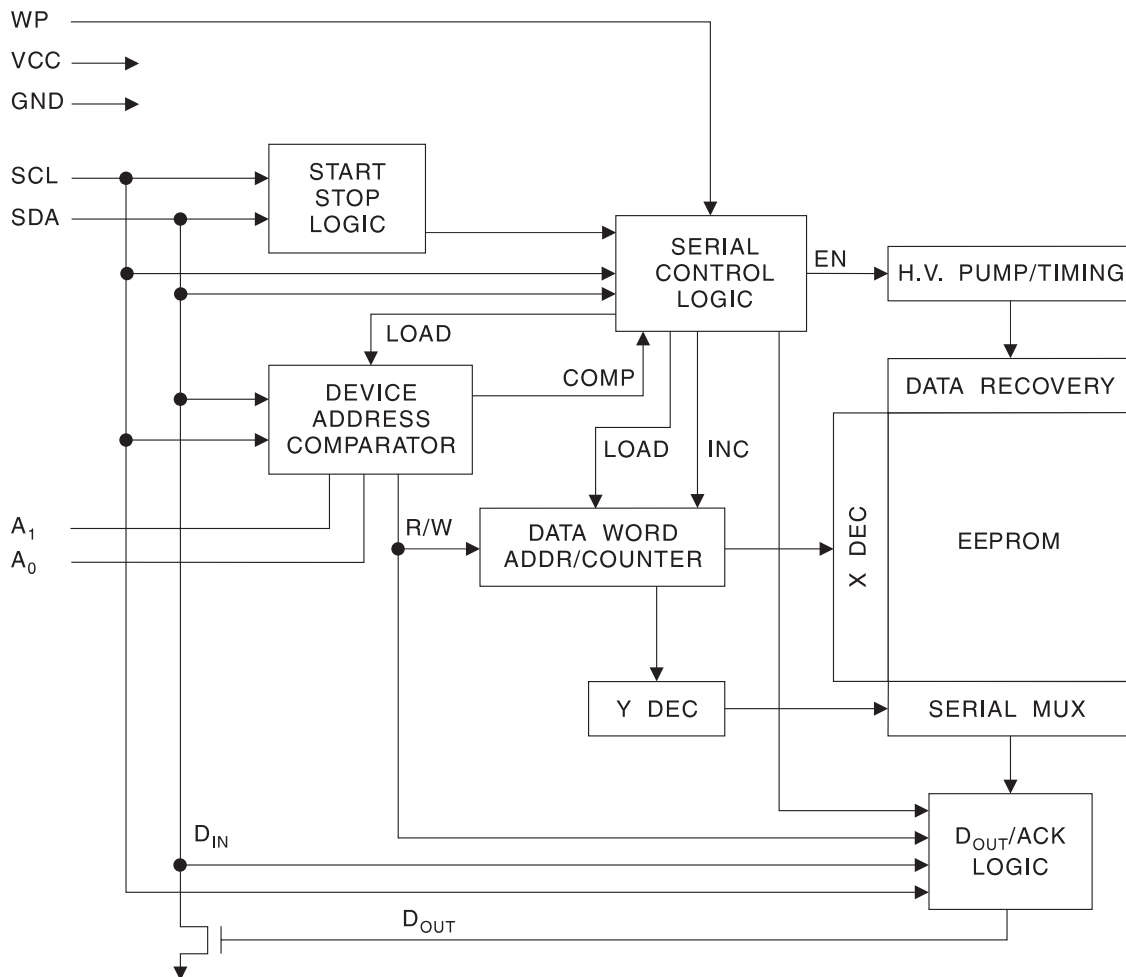 WP
VCC
GND
SCL
SDA
START
STOP
LOGIC
SERIAL
CONTROL
LOGIC
EN
H.V. PUMP/TIMING
LOAD
COMP
DEVICE
ADDRESS
COMPARATOR
DATA RECOVERY
LOAD
INC
A1
A0
R/W
DATA WORD
ADDR/COUNTER
X DEC
EEPROM
Y DEC
SERIAL MUX
DIN
DOUT/ACK
LOGIC
DOUT